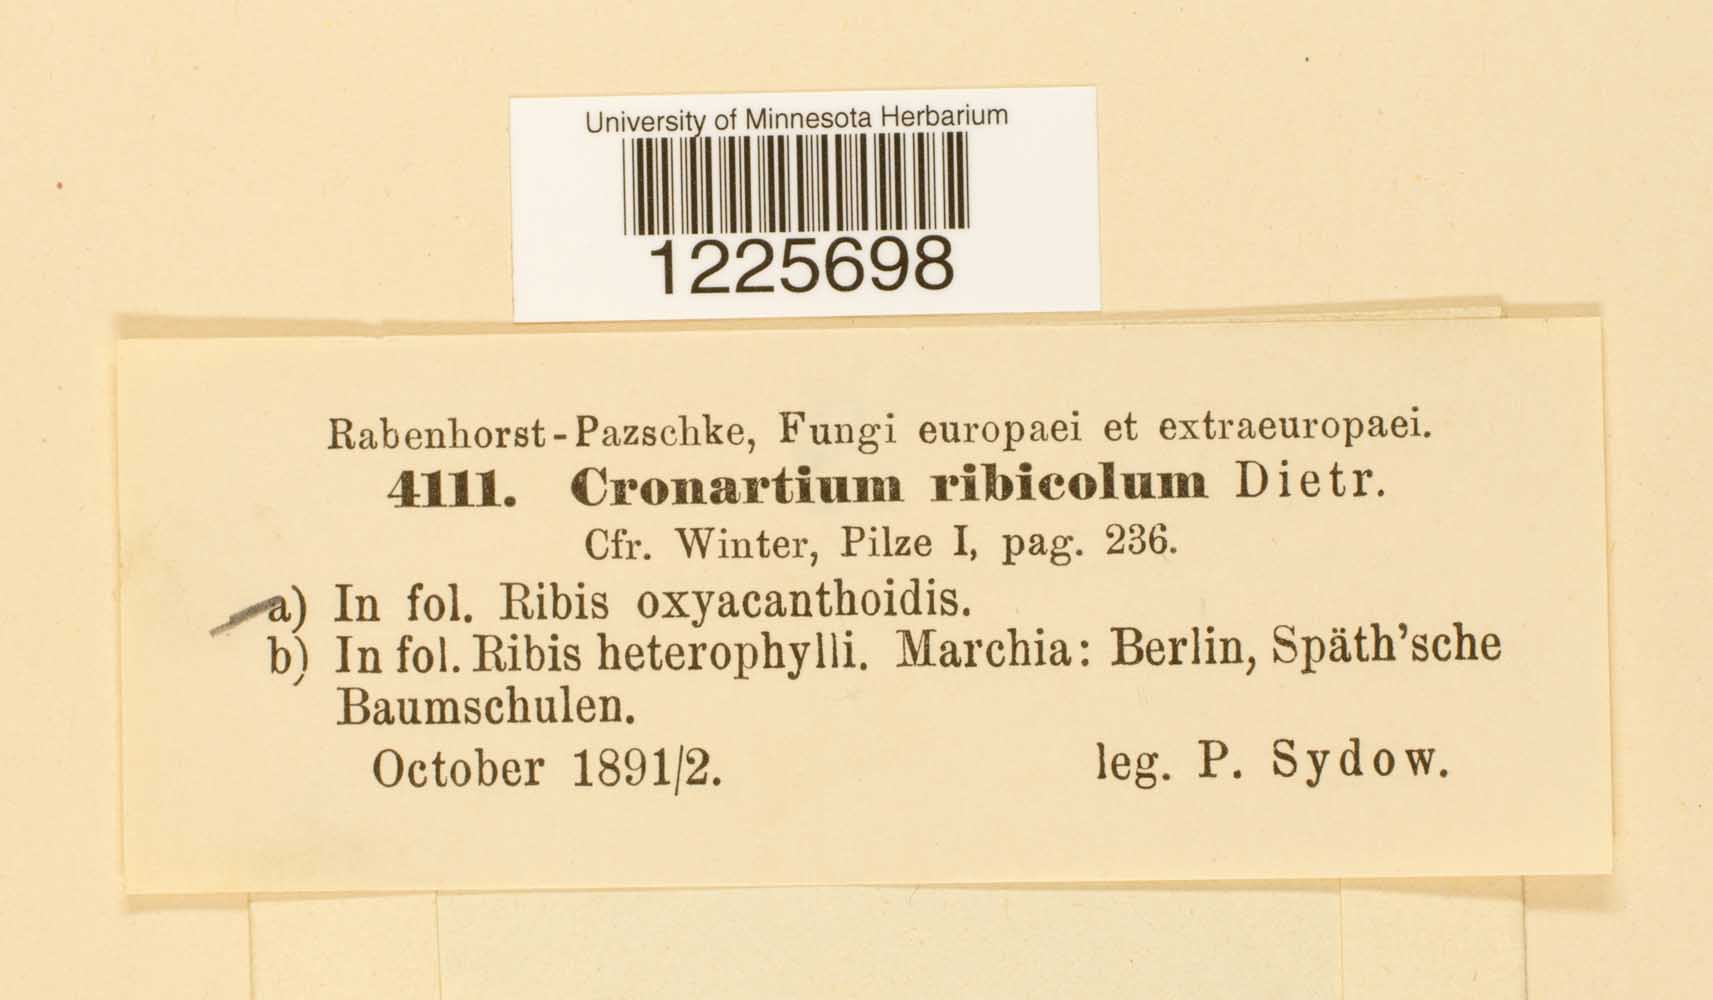 University of Minnesota Herbarium
1225698
Rabenhorst-Pazschke, Fungi europaei et extraeuropaei.
4111. Cronartium ribicolum Dietr.
Cfr. Winter, Pilze I, pag. 236.
a) In fol. Ribis oxyacanthoidis.
b) In fol. Ribis heterophylli. Marchia: Berlin, Späth'sche
Baumschulen.
October 1891/2. leg. P. Sydow.